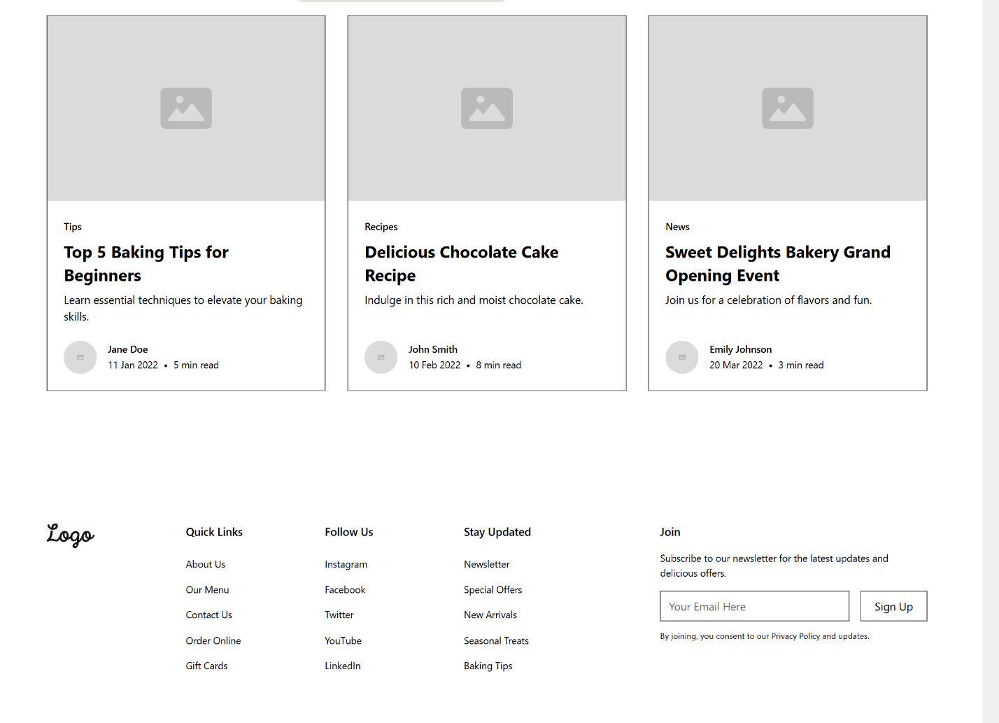 Tips
Top 5 Baking Tips for
Beginners
Learn essential techniques to elevate your baking
skills.
Jane Doe
11 Jan 2022 • 5 min read
Recipes
Delicious Chocolate Cake
Recipe
Indulge in this rich and moist chocolate cake.
John Smith
10 Feb 2022 • 8 min read
News
Sweet Delights Bakery Grand
Opening Event
Join us for a celebration of flavors and fun.
Emily Johnson
20 Mar 2022 • 3 min read
Logo
Quick Links
About Us
Our Menu
Contact Us
Order Online
Gift Cards
Follow Us
Instagram
Facebook
Twitter
YouTube
LinkedIn
Stay Updated
Newsletter
Special Offers
New Arrivals
Seasonal Treats
Baking Tips
Join
Subscribe to our newsletter for the latest updates and
delicious offers.
Your Email Here
Sign Up
By joining, you consent to our Privacy Policy and updates.